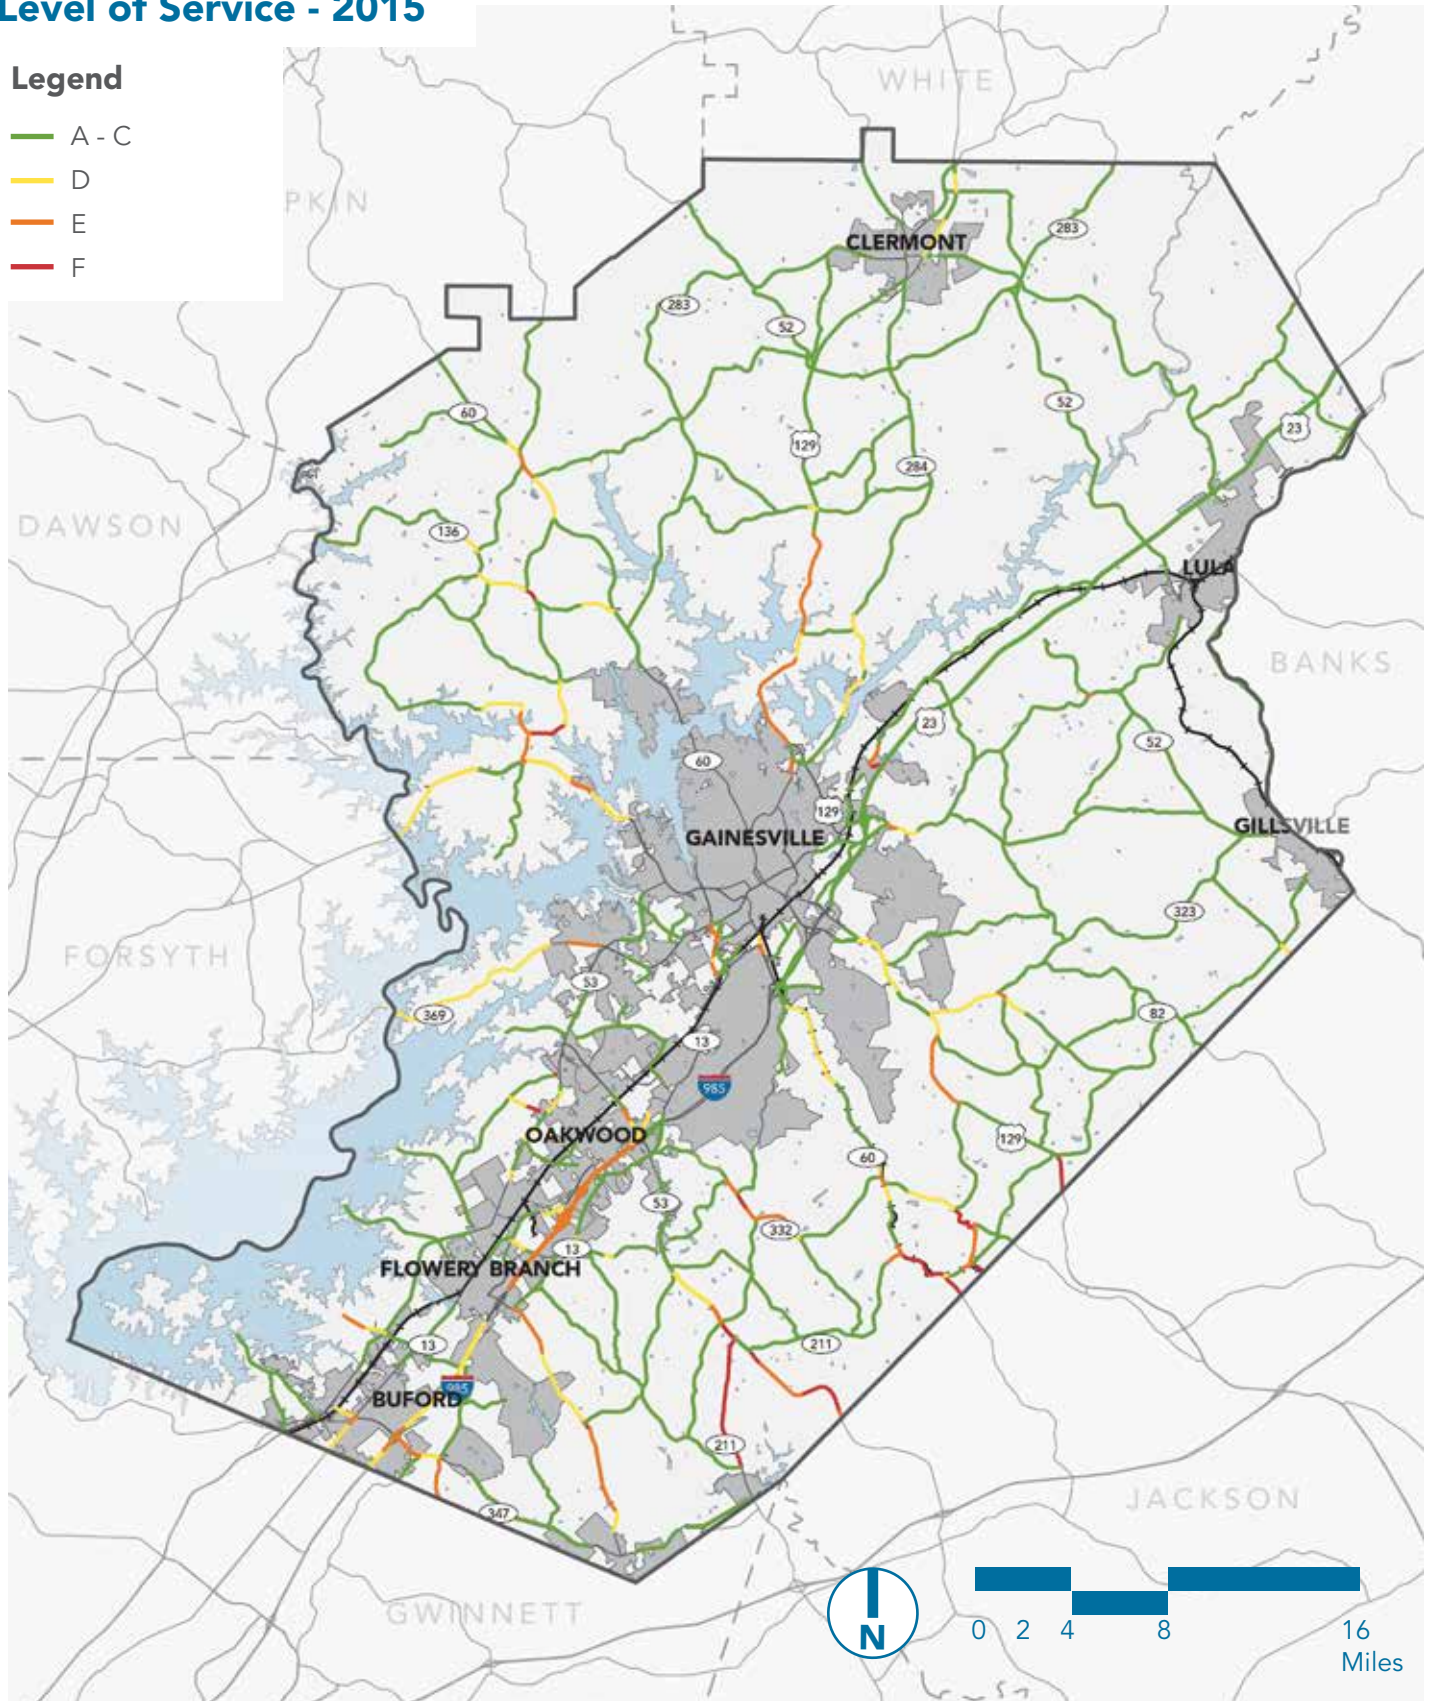 Level of Service - 2015
Legend
A - C
D
E
F
WHITE
PKIN
CLERMONT
283
283
52
60
129
52
23
284
DAWSON
136
LULA
BANKS
23
52
60
129
GILLSVILLE
GAINESVILLE
323
FORSYTH
53
369
82
13
985
OAKWOOD
129
60
53
332
13
FLOWERY BRANCH
13
211
985
BUFORD
211
JACKSON
347
GWINNETT
N
0 2 4 8 16
Miles